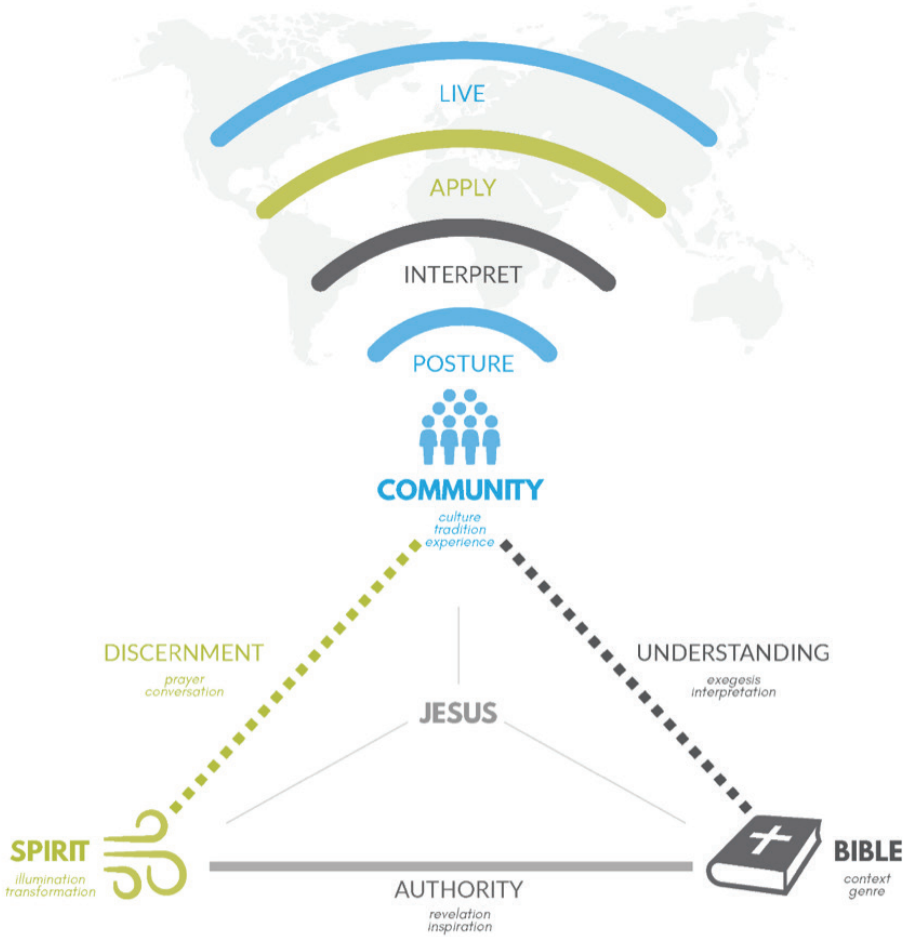 LIVE
APPLY
INTERPRET
POSTURE
COMMUNITY
culture
tradition
experience
DISCERNMENT
prayer
conversation
UNDERSTANDING
exegesis
interpretation
JESUS
SPIRIT
illumination
transformation
BIBLE
context
genre
AUTHORITY
revelation
inspiration